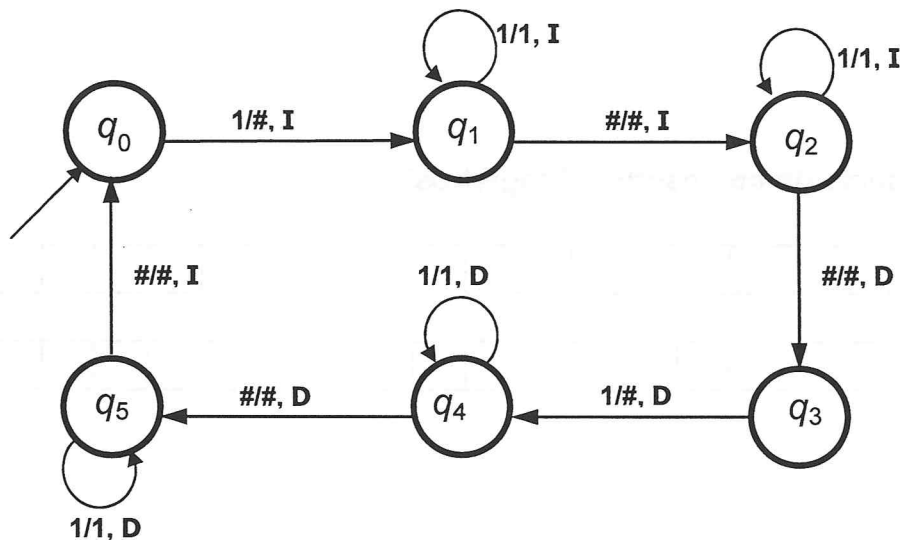 1/1, I
1/1, I
q0
1/#, I
q1
#/#, I
q2
#/#, I
1/1, D
#/#, D
q5
#/#, D
q4
1/#, D
q3
1/1, D